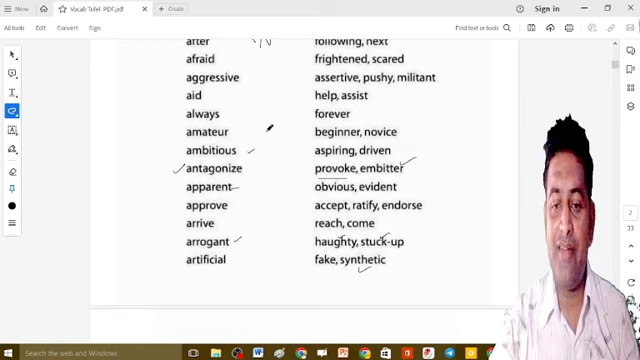 Vocab Tofel PDF.PDF
+ Create
Sign in
All tools Edit Convert E-Sign
Find text or tools
after following, next
afraid frightened, scared
aggressive assertive, pushy, militant
aid help, assist
always forever
amateur beginner, novice
ambitious aspiring, driven
antagonize provoke, embitter
apparent obvious, evident
approve accept, ratify, endorse
arrive reach, come
arrogant haughty, stuck-up
artificial fake, synthetic
2
33
Search the web and Windows